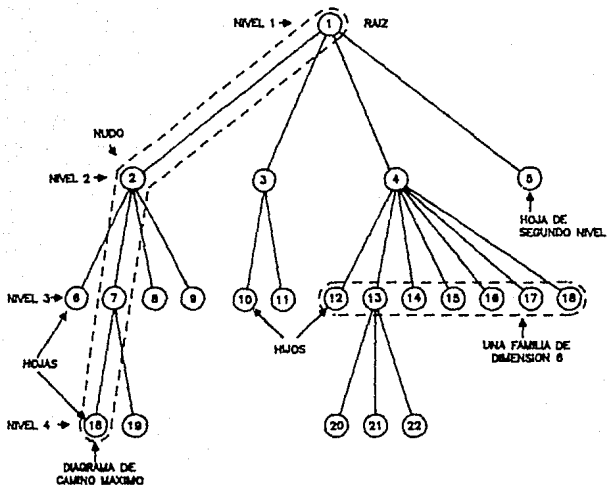 NIVEL 1
1
RAIZ
NUDO
NIVEL 2
2
3
4
5
HOJA DE
SEGUNDO NIVEL
NIVEL 3
6
7
8
9
10
11
12
13
14
15
16
17
18
HOJAS
HIJOS
UNA FAMILIA DE
DIMENSION 6
NIVEL 4
18
19
20
21
22
DIAGRAMA DE
CAMINO MAXIMO